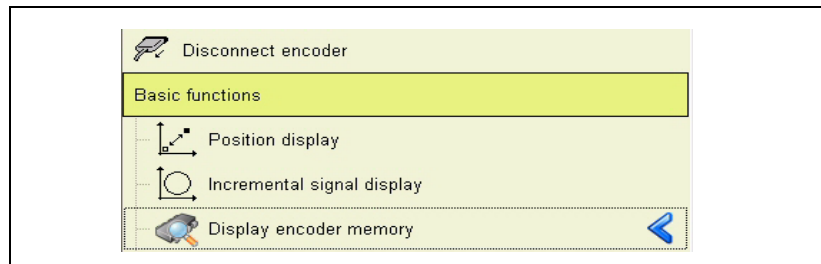 Disconnect encoder
Basic functions
Position display
Incremental signal display
Display encoder memory